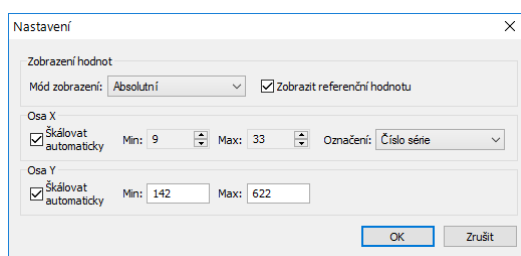 Nastavení
Zobrazení hodnot
Mód zobrazení: Absolutní Zobrazit referenční hodnotu
Osa X
Škálovat automaticky Min: 9 Max: 33 Označení: Číslo série
Osa Y
Škálovat automaticky Min: 142 Max: 622
OK Zrušit